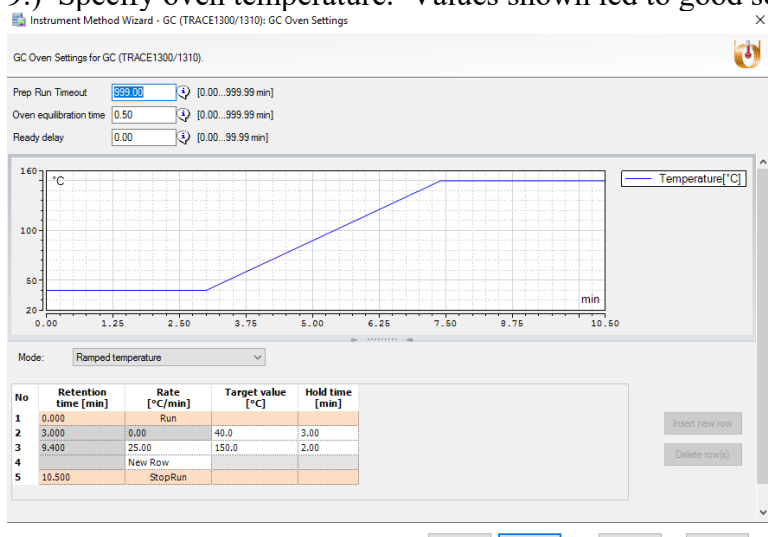 9.) Specify oven temperature. Values shown led to good
Instrument Method Wizard - GC (TRACE1300/1310): GC Oven Settings
GC Oven Settings for GC (TRACE1300/1310).
Prep Run Timeout 999.00 [0.00...999.99 min]
Oven equilibration time 0.50 [0.00...999.99 min]
Ready delay 0.00 [0.00...99.99 min]
160 °C Temperature[°C]
100
50
20 min
0.00 1.25 2.50 3.75 5.00 6.25 7.50 8.75 10.50
Mode: Ramped temperature
No Retention time [min] Rate [°C/min] Target value [°C] Hold time [min]
1 0.000 Run
2 3.000 0.00 40.0 3.00
3 9.400 25.00 150.0 2.00
4 New Row
5 10.500 StopRun
Insert new row
Delete row(s)